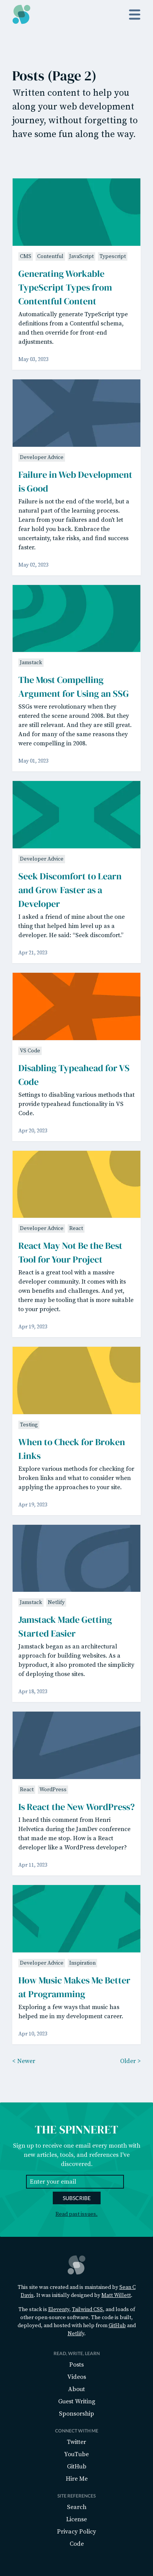 Posts (Page 2)
Written content to help you
along your web development
journey, without forgetting to
have some fun along the way.
CMS Contentful JavaScript Typescript
Generating Workable
TypeScript Types from
Contentful Content
Automatically generate TypeScript type
definitions from a Contentful schema,
and then override for front-end
adjustments.
May 03, 2023
Developer Advice
Failure in Web Development
is Good
Failure is not the end of the world, but a
natural part of the learning process.
Learn from your failures and don't let
fear hold you back. Embrace the
uncertainty, take risks, and find success
faster.
May 02, 2023
Jamstack
The Most Compelling
Argument for Using an SSG
SSGs were revolutionary when they
entered the scene around 2008. But they
are still relevant. And they are still great.
And for many of the same reasons they
were compelling in 2008.
May 01, 2023
Developer Advice
Seek Discomfort to Learn
and Grow Faster as a
Developer
I asked a friend of mine about the one
thing that helped him level up as a
developer. He said: "Seek discomfort."
Apr 21, 2023
VS Code
Disabling Typeahead for VS
Code
Settings to disabling various methods that
provide typeahead functionality in VS
Code.
Apr 20, 2023
Developer Advice React
React May Not Be the Best
Tool for Your Project
React is a great tool with a massive
developer community. It comes with its
own benefits and challenges. And yet,
there may be tooling that is more suitable
to your project.
Apr 19, 2023
Testing
When to Check for Broken
Links
Explore various methods for checking for
broken links and what to consider when
applying the approaches to your site.
Apr 19, 2023
Jamstack Netlify
Jamstack Made Getting
Started Easier
Jamstack began as an architectural
approach for building websites. As a
byproduct, it also promoted the simplicity
of deploying those sites.
Apr 18, 2023
React WordPress
Is React the New WordPress?
I heard this comment from Henri
Helvetica during the JamDev conference
that made me stop. How is a React
developer like a WordPress developer?
Apr 11, 2023
Developer Advice Inspiration
How Music Makes Me Better
at Programming
Exploring a few ways that music has
helped me in my development career.
Apr 10, 2023
< Newer Older >
THE SPINNERET
Sign up to receive one email every month with
new articles, tools, and references I've
discovered.
Enter your email
SUBSCRIBE
Read past issues.
This site was created and is maintained by Sean C
Davis. It was initially designed by Matt Willett.
The stack is Eleventy, Tailwind CSS, and loads of
other open source software. The code is built,
deployed, and hosted with help from GitHub and
Netlify.
READ, WRITE, LEARN
Posts
Videos
About
Guest Writing
Sponsorship
CONNECT WITH ME
Twitter
YouTube
GitHub
Hire Me
SITE REFERENCES
Search
License
Privacy Policy
Code